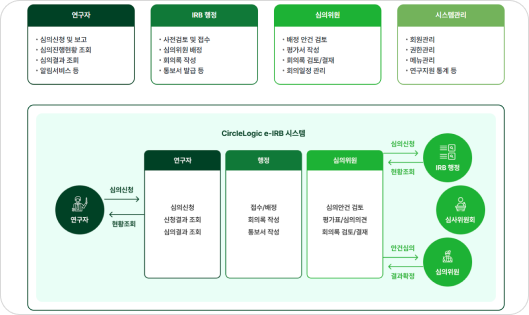 연구자
• 심의신청 및 보고
• 심의진행현황 조회
• 심의결과 조회
• 알림서비스 등
IRB 행정
• 사전검토 및 접수
• 심의위원 배정
• 회의록 작성
• 통보서 발급 등
심의위원
• 배정 안건 검토
• 평가서 작성
• 회의록 검토/결재
• 회의일정 관리
시스템관리
• 회원관리
• 권한관리
• 메뉴관리
• 연구지원 통계 등
CircleLogic e-IRB 시스템
연구자
심의신청
현황조회
연구자
심의신청
신청결과 조회
심의결과 조회
행정
접수/배정
회의록 작성
통보서 작성
심의위원
심의안건 검토
평가표/심의의견
회의록 검토/결재
심의신청
현황조회
IRB 행정
심사위원회
안건심의
결과확정
심의위원